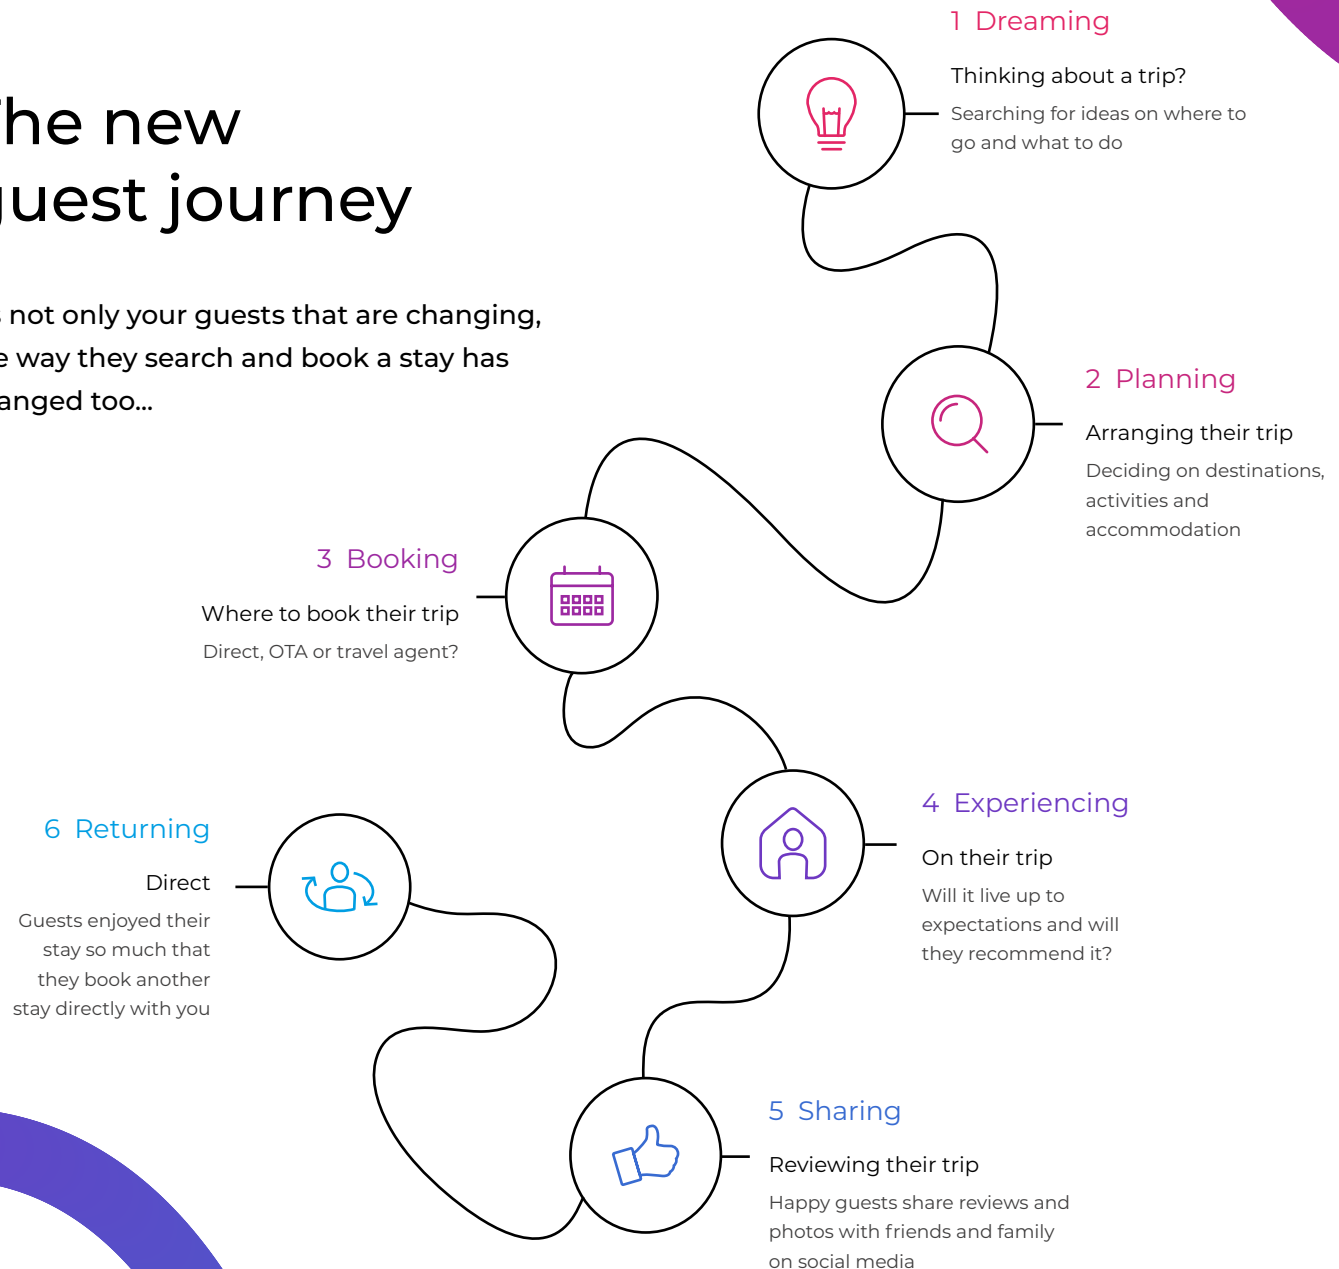 The new
guest journey
s not only your guests that are changing,
e way they search and book a stay has
anged too...
1 Dreaming
Thinking about a trip?
Searching for ideas on where to
go and what to do
2 Planning
Arranging their trip
Deciding on destinations,
activities and
accommodation
3 Booking
Where to book their trip
Direct, OTA or travel agent?
4 Experiencing
On their trip
Will it live up to
expectations and will
they recommend it?
5 Sharing
Reviewing their trip
Happy guests share reviews and
photos with friends and family
on social media
6 Returning
Direct
Guests enjoyed their
stay so much that
they book another
stay directly with you